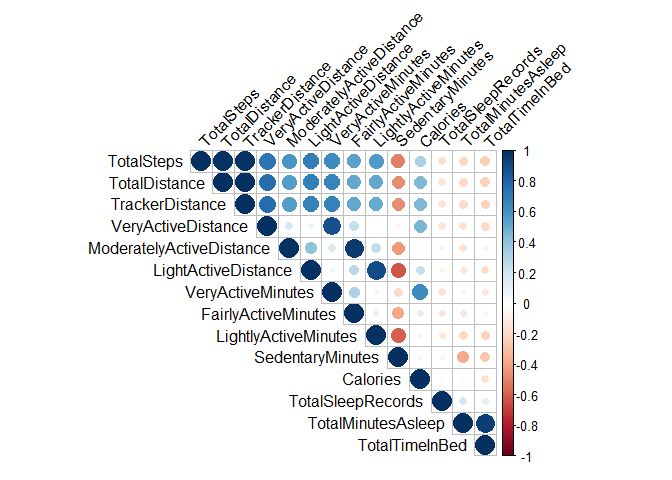 TotalSteps
TotalDistance
TrackerDistance
VeryActiveDistance
ModeratelyActiveDistance
LightActiveDistance
VeryActiveMinutes
FairlyActiveMinutes
LightlyActiveMinutes
SedentaryMinutes
Calories
TotalSleepRecords
TotalMinutesAsleep
TotalTimeInBed
TotalSteps
TotalDistance
TrackerDistance
VeryActiveDistance
ModeratelyActiveDistance
LightActiveDistance
VeryActiveMinutes
FairlyActiveMinutes
LightlyActiveMinutes
SedentaryMinutes
Calories
TotalSleepRecords
TotalMinutesAsleep
TotalTimeInBed
1
0.8
0.6
0.4
0.2
0
-0.2
-0.4
-0.6
-0.8
-1